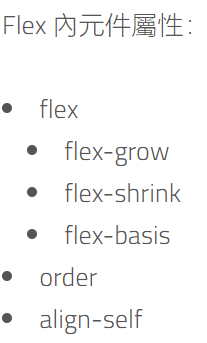 Flex 內元件屬性：
flex
flex-grow
flex-shrink
flex-basis
order
align-self